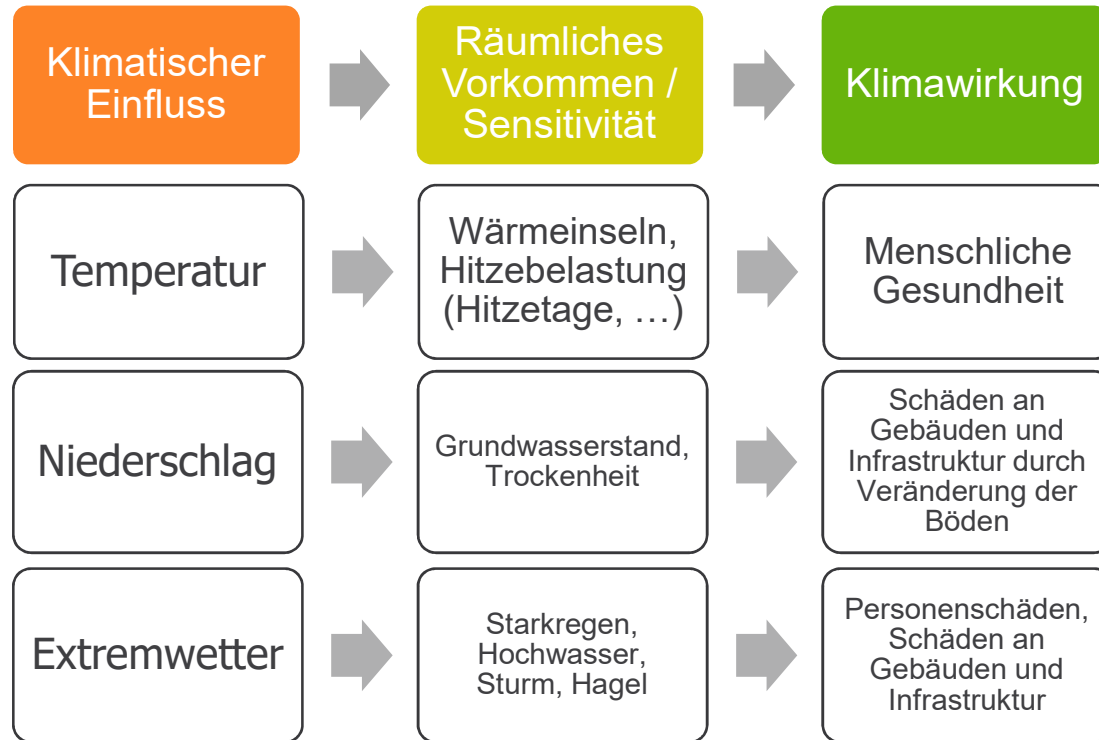 Klimatischer
Einfluss
Räumliches
Vorkommen /
Sensitivität
Klimawirkung
Temperatur
Wärmeinseln,
Hitzebelastung
(Hitzetage, …)
Menschliche
Gesundheit
Niederschlag
Grundwasserstand,
Trockenheit
Schäden an
Gebäuden und
Infrastruktur durch
Veränderung der
Böden
Extremwetter
Starkregen,
Hochwasser,
Sturm, Hagel
Personenschäden,
Schäden an
Gebäuden und
Infrastruktur